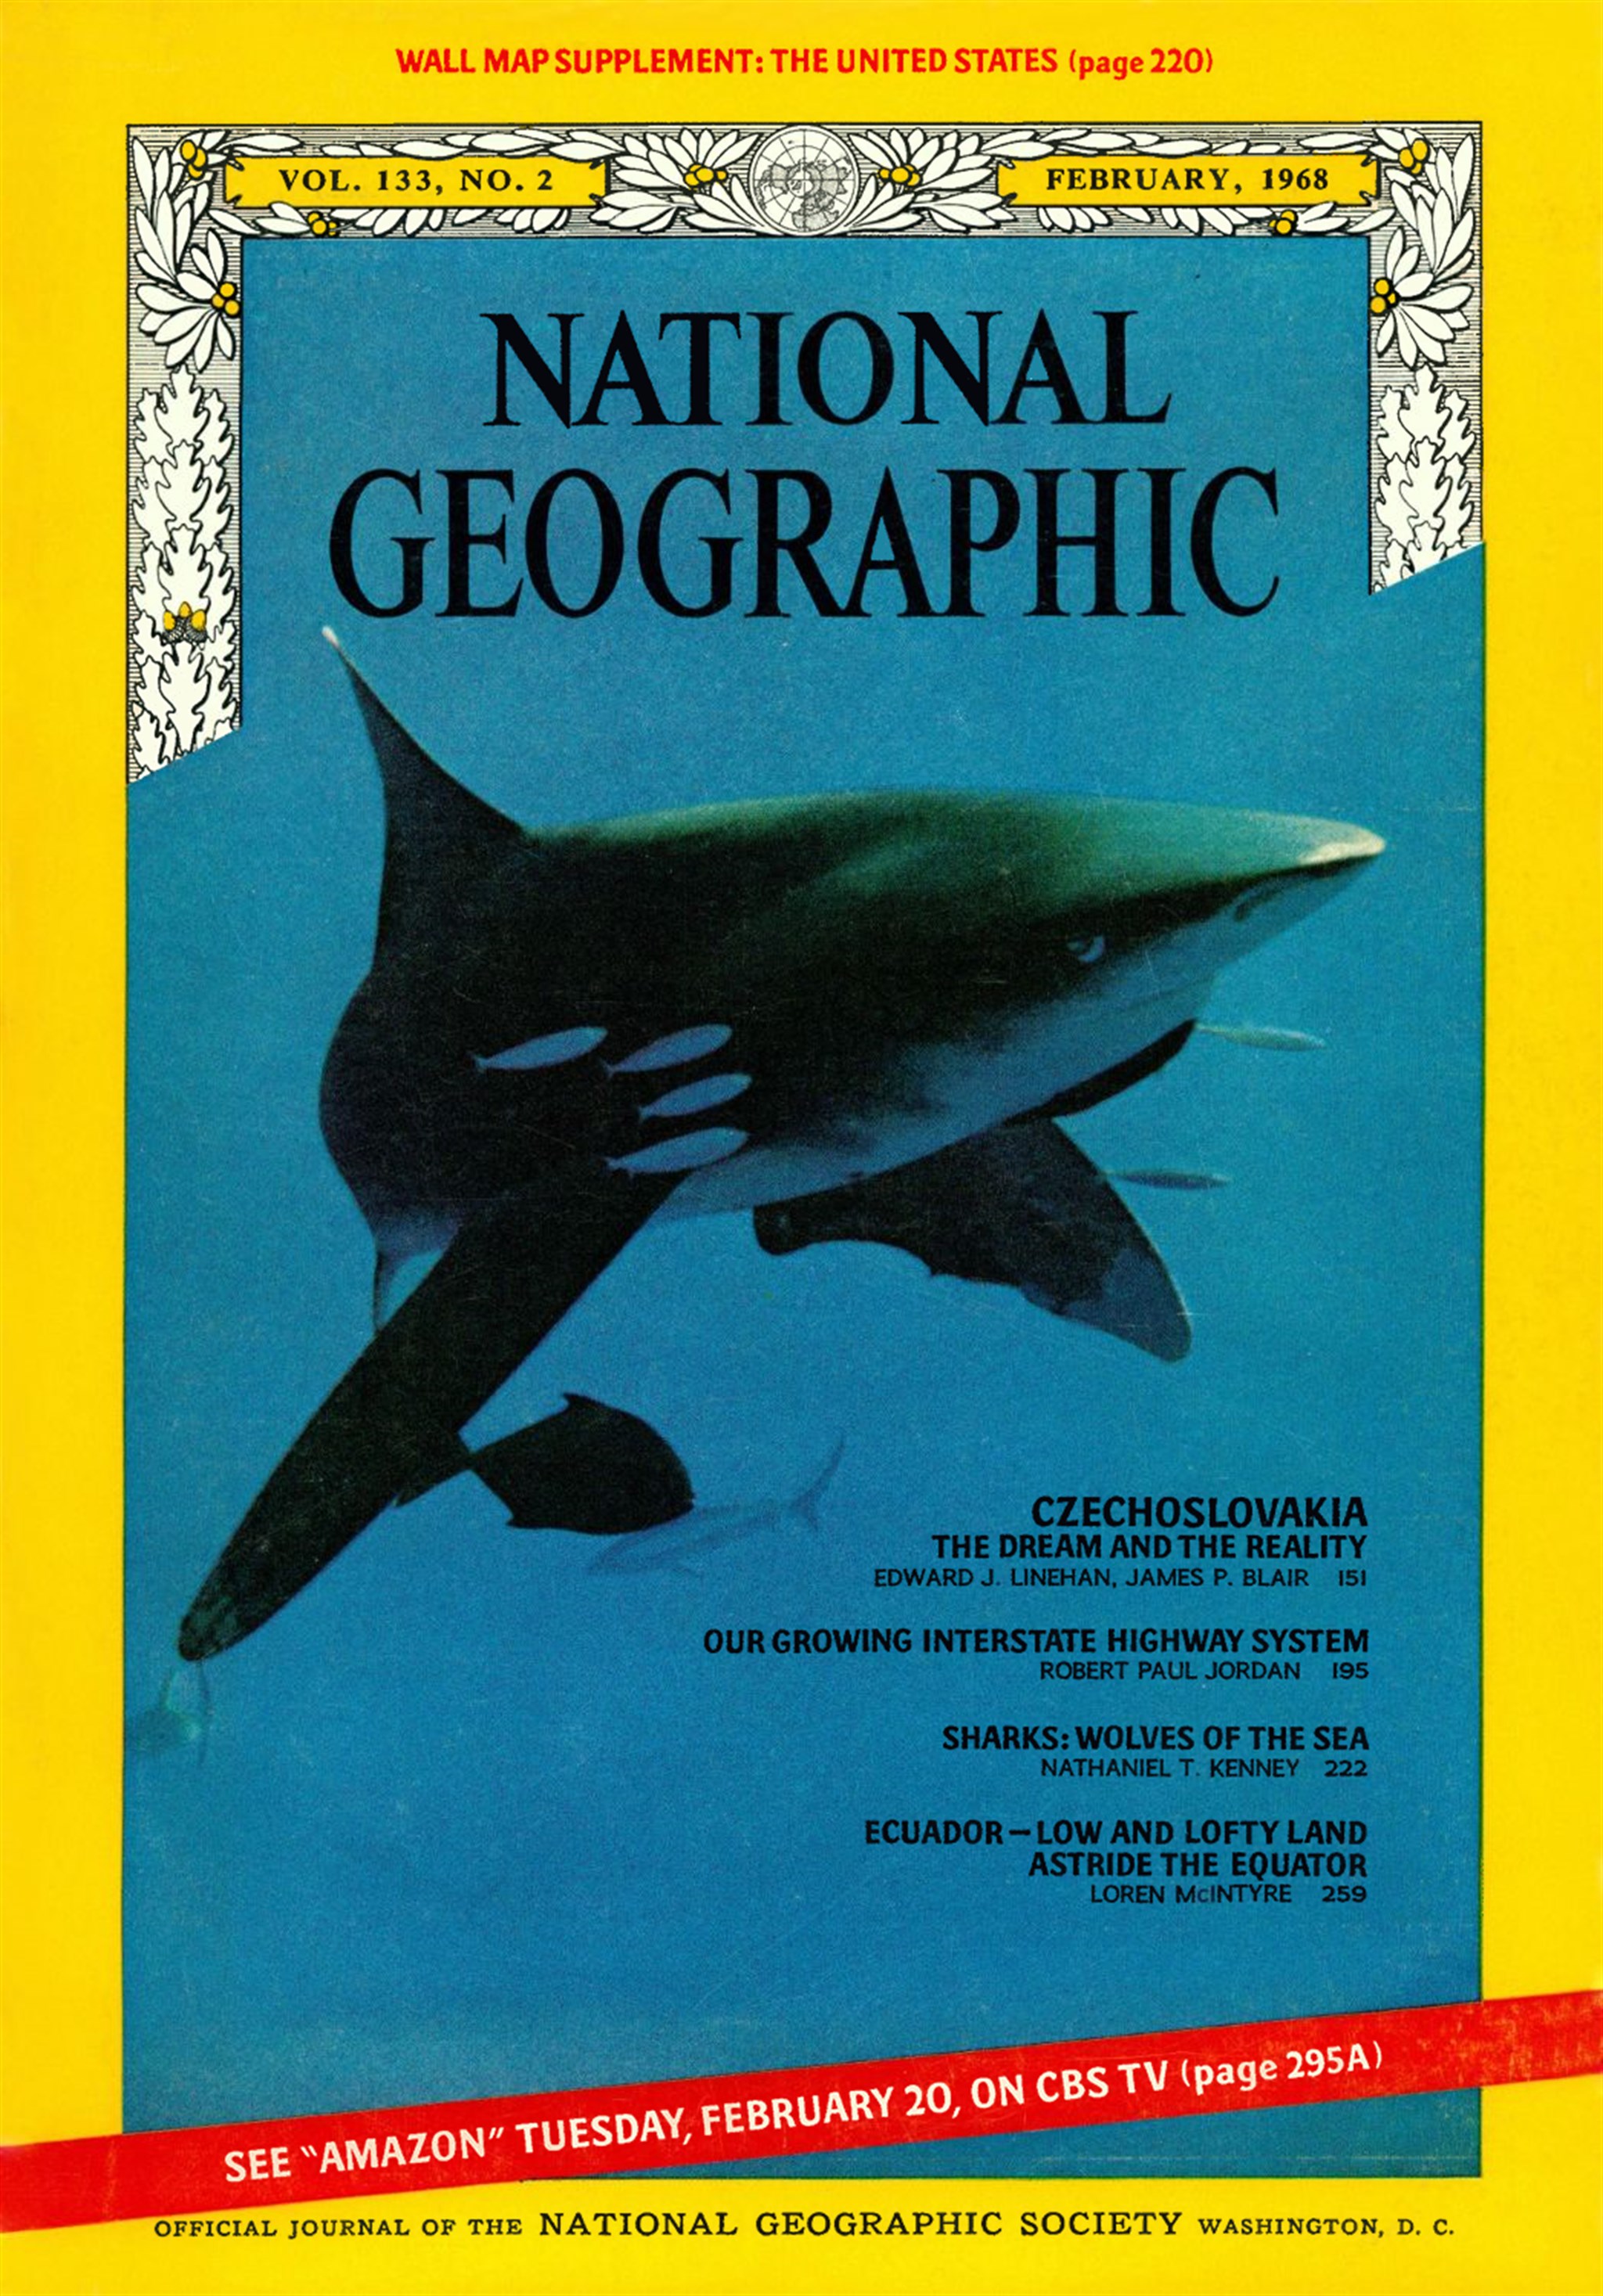 WALL MAP SUPPLEMENT: THE UNITED STATES (page 220)
VOL. 133, NO. 2
FEBRUARY, 1968
NATIONAL
GEOGRAPHIC
CZECHOSLOVAKIA
THE DREAM AND THE REALITY
EDWARD J. LINEHAN, JAMES P. BLAIR 151
OUR GROWING INTERSTATE HIGHWAY SYSTEM
ROBERT PAUL JORDAN 195
SHARKS: WOLVES OF THE SEA
NATHANIEL T. KENNEY 222
ECUADOR—LOW AND LOFTY LAND
ASTRIDE THE EQUATOR
LOREN McINTYRE 259
SEE "AMAZON" TUESDAY, FEBRUARY 20, ON CBS TV (page 295A)
OFFICIAL JOURNAL OF THE NATIONAL GEOGRAPHIC SOCIETY WASHINGTON, D. C.